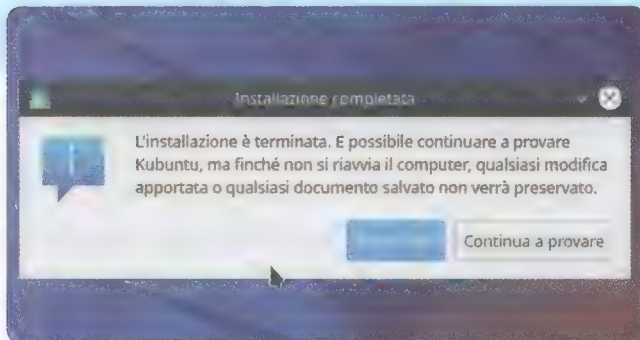 Installazione completata
L'installazione è terminata. E possibile continuare a provare
Kubuntu, ma finché non si riavvia il computer, qualsiasi modifica
apportata o qualsiasi documento salvato non verrà preservato.
Continua a provare